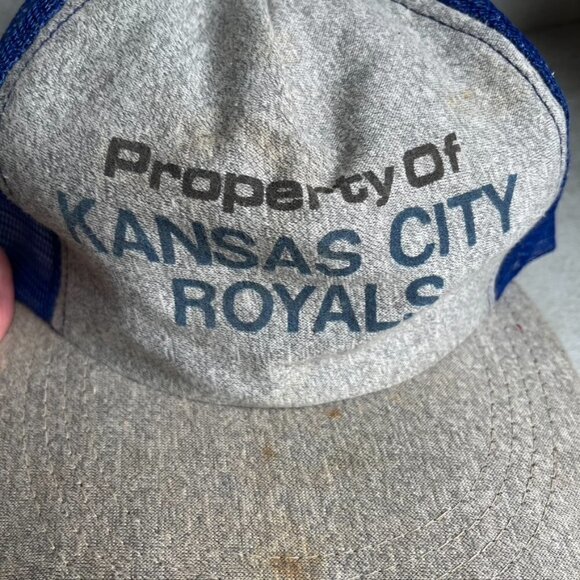 Property Of
KANSAS CITY
ROYALS